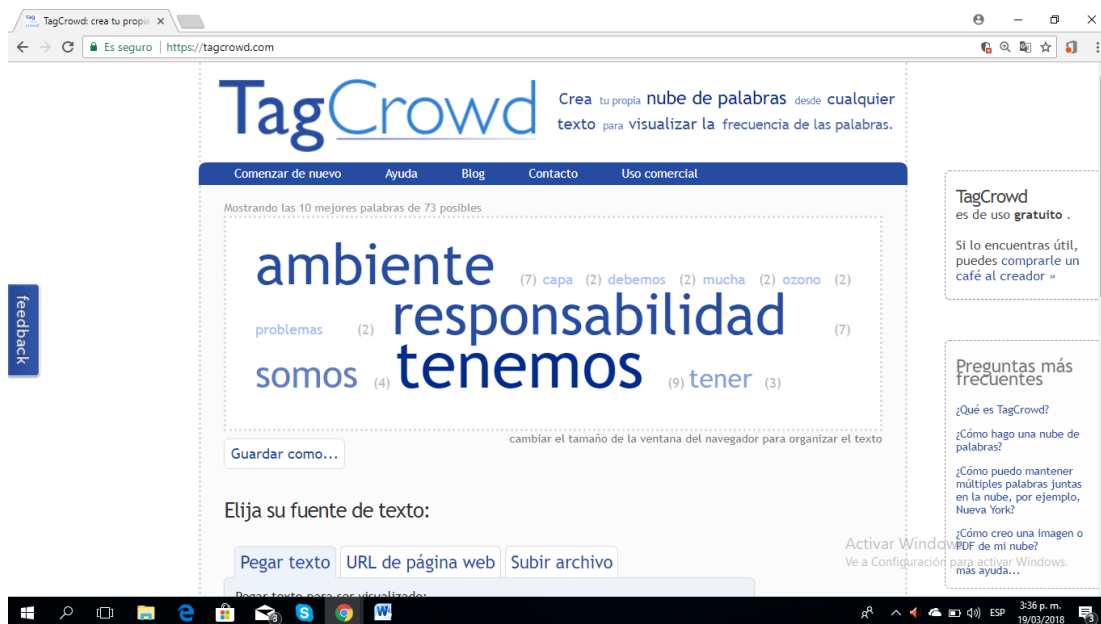 TagCrowd: crea tu propia
Es seguro | https://tagcrowd.com
TagCrowd
Crea tu propia nube de palabras desde cualquier
texto para visualizar la frecuencia de las palabras.
Comenzar de nuevo Ayuda Blog Contacto Uso comercial
Mostrando las 10 mejores palabras de 73 posibles
ambiente (7) capa (2) debemos (2) mucha (2) ozono (2)
problemas (2) responsabilidad (7)
somos (4) tenemos (9) tener (3)
cambiar el tamaño de la ventana del navegador para organizar el texto
Guardar como...
Elija su fuente de texto:
Pegar texto URL de página web Subir archivo
Pegar texto para ser visualizado:
feedback
TagCrowd
es de uso gratuito .
Si lo encuentras útil,
puedes comprarle un
café al creador »
Preguntas más
frecuentes
¿Qué es TagCrowd?
¿Cómo hago una nube de
palabras?
¿Cómo puedo mantener
múltiples palabras juntas
en la nube, por ejemplo,
Nueva York?
¿Cómo creo una imagen o
PDF de mi nube?
más ayuda...
Activar Windows
Ve a Configuración para activar Windows.
ESP
3:36 p. m.
19/03/2018